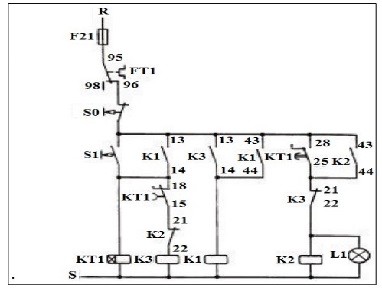 R
F21
95
FT1
98 96
S0
13 13 43 28 43
S1 K1 K3 K1 KT1 K2
14 14 44 25 44
18
KT1
15
21
K3
22
21
K2
22
KT1 K3 K1 K2 L1
S
.